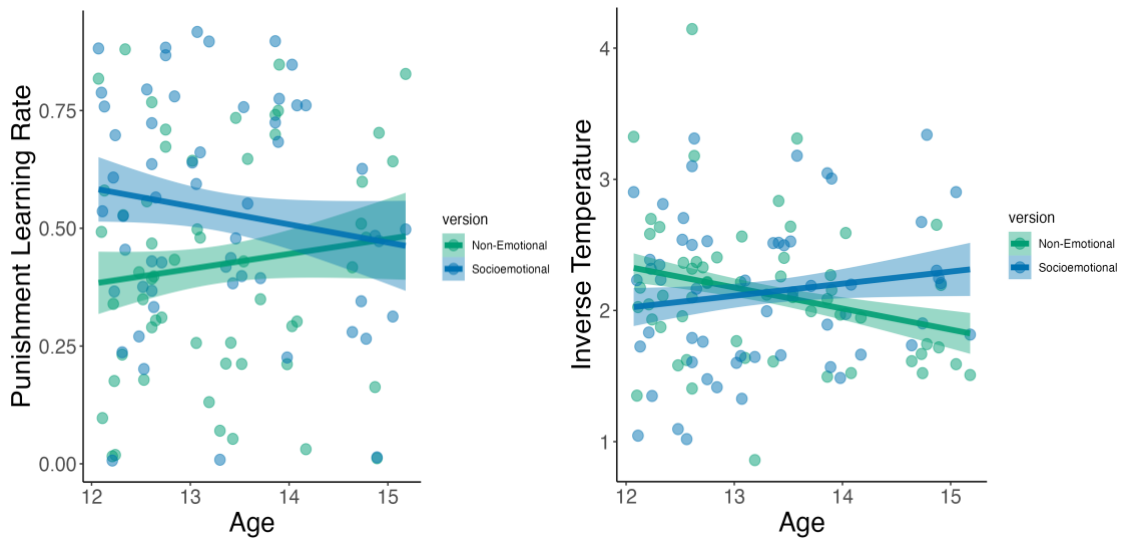 Punishment Learning Rate
0.75
0.50
0.25
0.00
12 13 14 15
Age
version
Non-Emotional
Socioemotional
Inverse Temperature
4
3
2
1
12 13 14 15
Age
version
Non-Emotional
Socioemotional